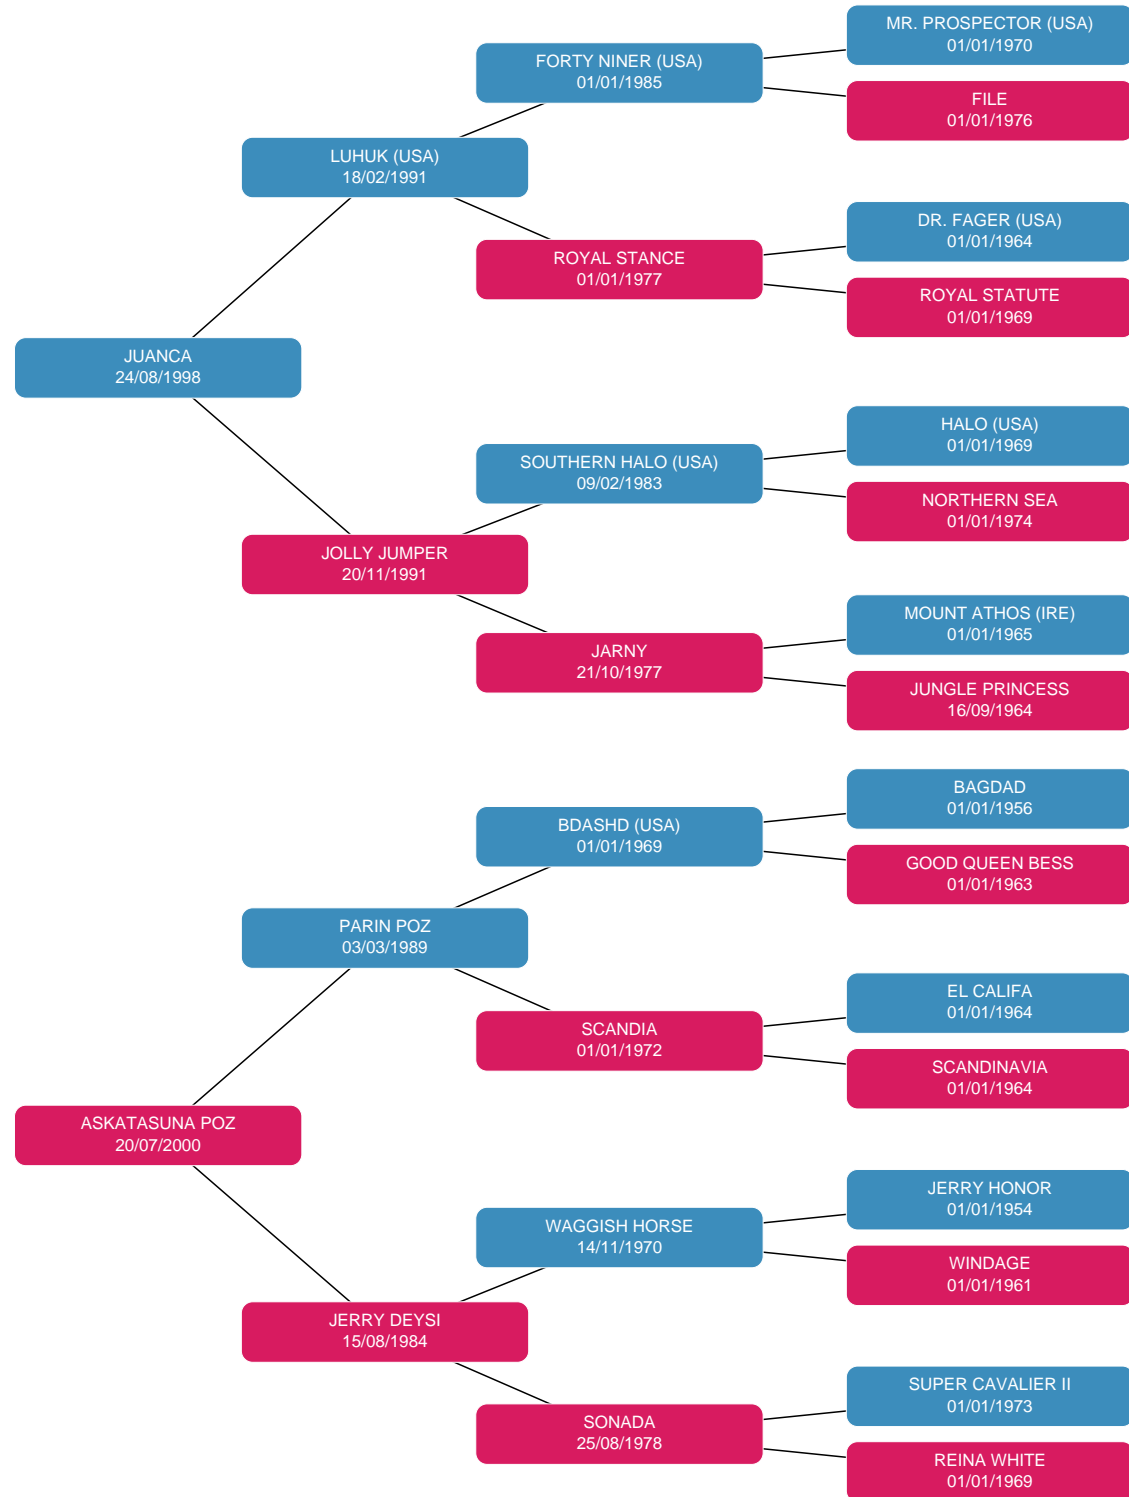 MR. PROSPECTOR (USA)
01/01/1970
FORTY NINER (USA)
01/01/1985
FILE
01/01/1976
LUHUK (USA)
18/02/1991
DR. FAGER (USA)
01/01/1964
ROYAL STANCE
01/01/1977
ROYAL STATUTE
01/01/1969
JUANCA
24/08/1998
HALO (USA)
01/01/1969
SOUTHERN HALO (USA)
09/02/1983
NORTHERN SEA
01/01/1974
JOLLY JUMPER
20/11/1991
MOUNT ATHOS (IRE)
01/01/1965
JARNY
21/10/1977
JUNGLE PRINCESS
16/09/1964
BAGDAD
01/01/1956
BDASHD (USA)
01/01/1969
GOOD QUEEN BESS
01/01/1963
PARIN POZ
03/03/1989
EL CALIFA
01/01/1964
SCANDIA
01/01/1972
SCANDINAVIA
01/01/1964
ASKATASUNA POZ
20/07/2000
JERRY HONOR
01/01/1954
WAGGISH HORSE
14/11/1970
WINDAGE
01/01/1961
JERRY DEYSI
15/08/1984
SUPER CAVALIER II
01/01/1973
SONADA
25/08/1978
REINA WHITE
01/01/1969